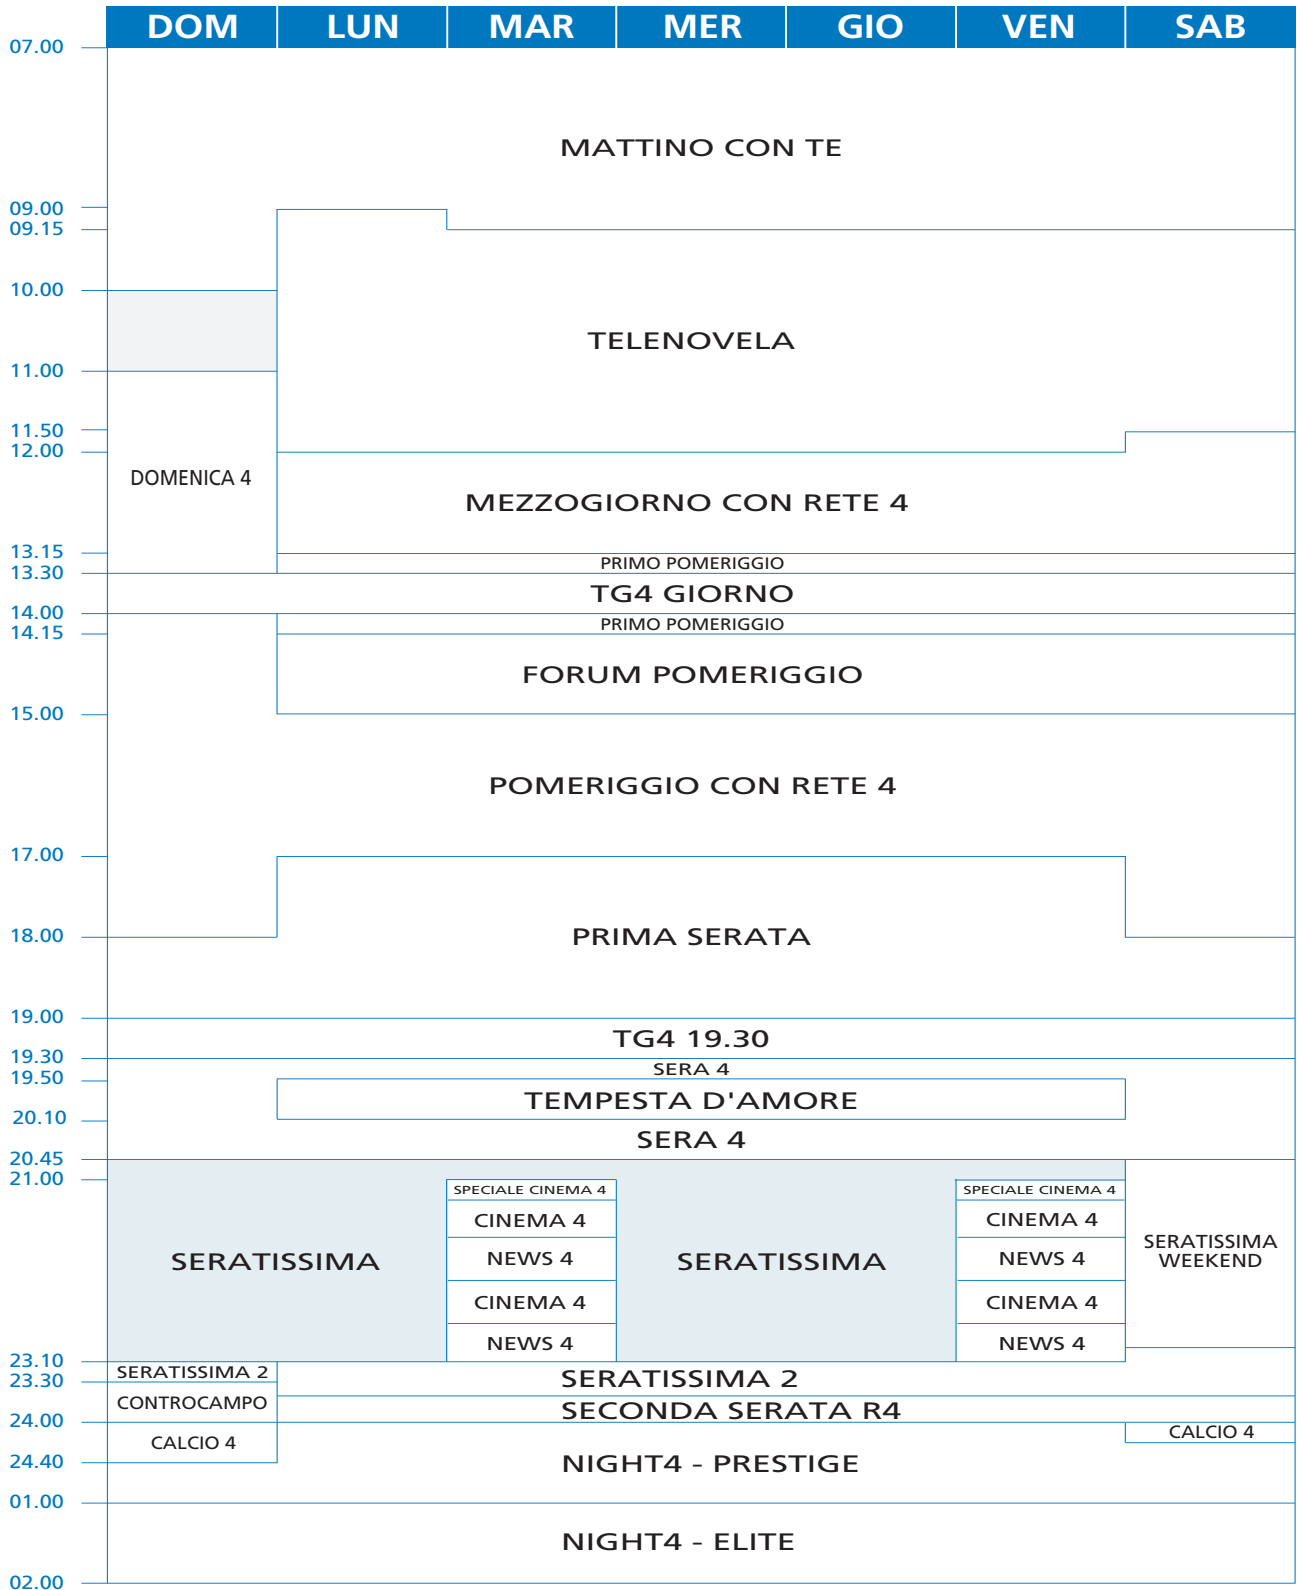 DOM LUN MAR MER GIO VEN SAB
07.00
MATTINO CON TE
09.00
09.15
10.00
TELENOVELA
11.00
11.50
12.00
DOMENICA 4
MEZZOGIORNO CON RETE 4
13.15
PRIMO POMERIGGIO
13.30
TG4 GIORNO
14.00
PRIMO POMERIGGIO
14.15
FORUM POMERIGGIO
15.00
POMERIGGIO CON RETE 4
17.00
18.00
PRIMA SERATA
19.00
TG4 19.30
19.30
SERA 4
19.50
TEMPESTA D'AMORE
20.10
SERA 4
20.45
21.00
SPECIALE CINEMA 4 SPECIALE CINEMA 4
CINEMA 4 CINEMA 4
SERATISSIMA NEWS 4 SERATISSIMA NEWS 4 SERATISSIMA
WEEKEND
CINEMA 4 CINEMA 4
NEWS 4 NEWS 4
23.10
SERATISSIMA 2 SERATISSIMA 2
23.30
CONTROCAMPO SECONDA SERATA R4
24.00
CALCIO 4 CALCIO 4
24.40
NIGHT4 - PRESTIGE
01.00
NIGHT4 - ELITE
02.00